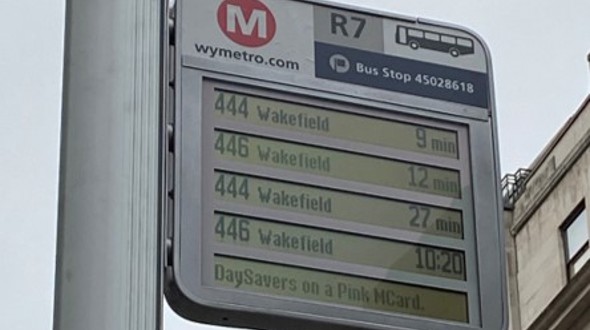 M
wymetro.com
R7
Bus Stop 45028618
444 Wakefield 9 min
446 Wakefield 12 min
444 Wakefield 27 min
446 Wakefield 10:20
DaySavers on a Pink MCard.